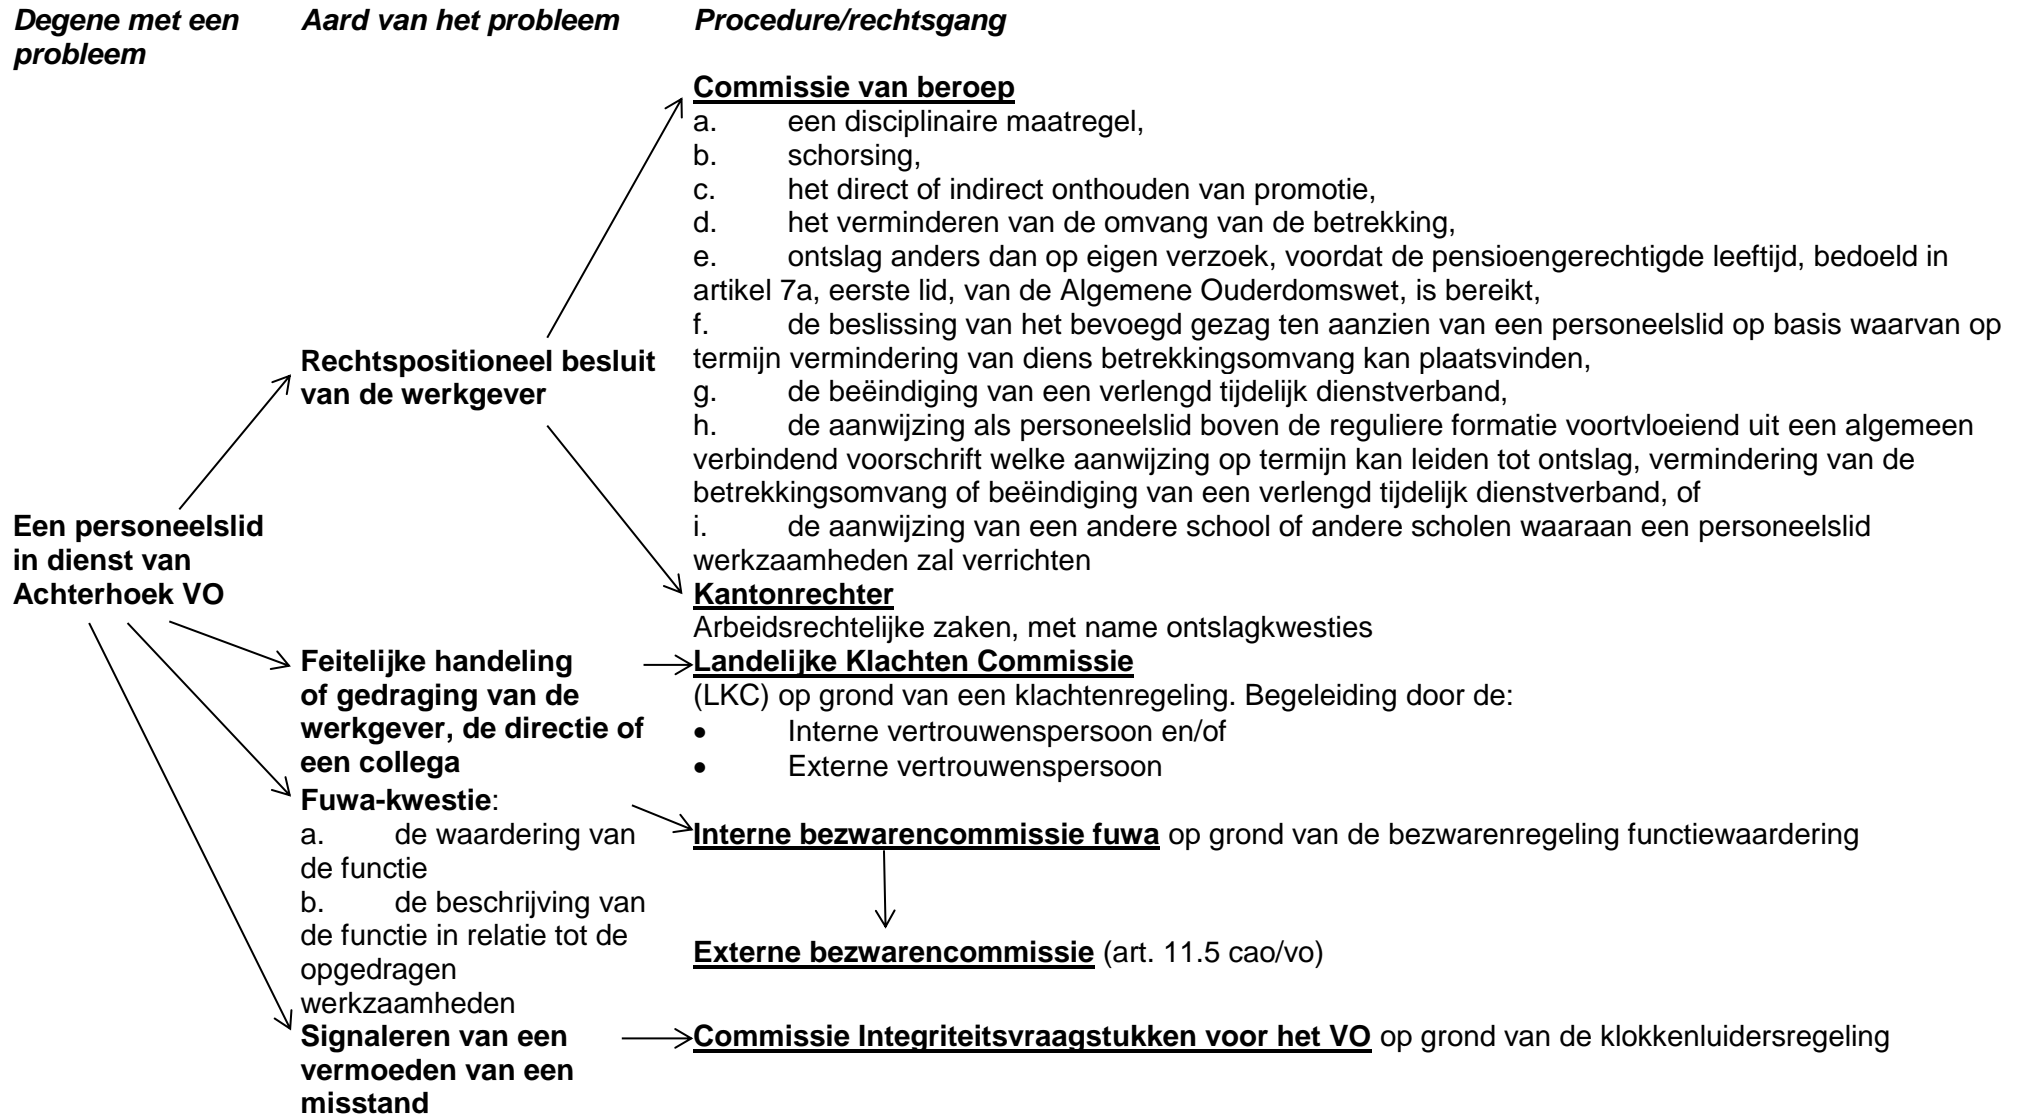 Degene met een
probleem
Aard van het probleem
Procedure/rechtsgang
Commissie van beroep
a. een disciplinaire maatregel,
b. schorsing,
c. het direct of indirect onthouden van promotie,
d. het verminderen van de omvang van de betrekking,
e. ontslag anders dan op eigen verzoek, voordat de pensioengerechtigde leeftijd, bedoeld in
artikel 7a, eerste lid, van de Algemene Ouderdomswet, is bereikt,
f. de beslissing van het bevoegd gezag ten aanzien van een personeelslid op basis waarvan op
termijn vermindering van diens betrekkingsomvang kan plaatsvinden,
g. de beëindiging van een verlengd tijdelijk dienstverband,
h. de aanwijzing als personeelslid boven de reguliere formatie voortvloeiend uit een algemeen
verbindend voorschrift welke aanwijzing op termijn kan leiden tot ontslag, vermindering van de
betrekkingsomvang of beëindiging van een verlengd tijdelijk dienstverband, of
i. de aanwijzing van een andere school of andere scholen waaraan een personeelslid
werkzaamheden zal verrichten
Rechtspositioneel besluit
van de werkgever
Een personeelslid
in dienst van
Achterhoek VO
Kantonrechter
Arbeidsrechtelijke zaken, met name ontslagkwesties
Feitelijke handeling
of gedraging van de
werkgever, de directie of
een collega
Landelijke Klachten Commissie
(LKC) op grond van een klachtenregeling. Begeleiding door de:
• Interne vertrouwenspersoon en/of
• Externe vertrouwenspersoon
Fuwa-kwestie:
a. de waardering van
de functie
b. de beschrijving van
de functie in relatie tot de
opgedragen
werkzaamheden
Interne bezwarencommissie fuwa op grond van de bezwarenregeling functiewaardering
Externe bezwarencommissie (art. 11.5 cao/vo)
Signaleren van een
vermoeden van een
misstand
Commissie Integriteitsvraagstukken voor het VO op grond van de klokkenluidersregeling